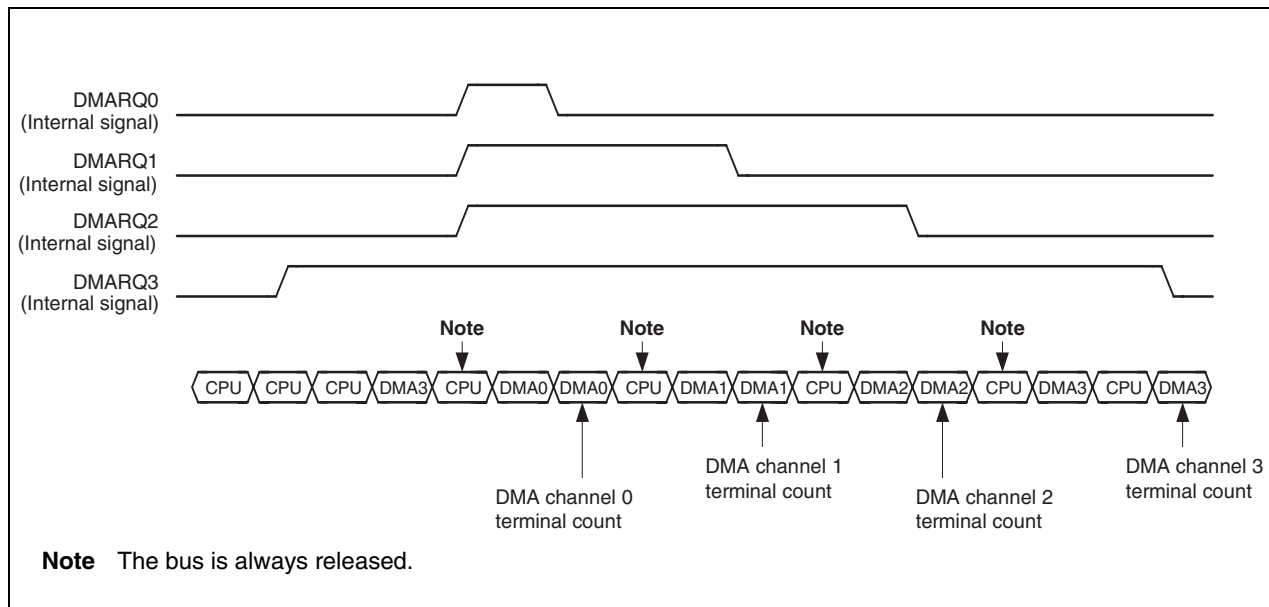 DMARQ0
(Internal signal)
DMARQ1
(Internal signal)
DMARQ2
(Internal signal)
DMARQ3
(Internal signal)
Note Note Note Note
CPU CPU CPU DMA3 CPU DMA0 DMA0 CPU DMA1 DMA1 CPU DMA2 DMA2 CPU DMA3 CPU DMA3
DMA channel 0
terminal count
DMA channel 1
terminal count
DMA channel 2
terminal count
DMA channel 3
terminal count
Note The bus is always released.